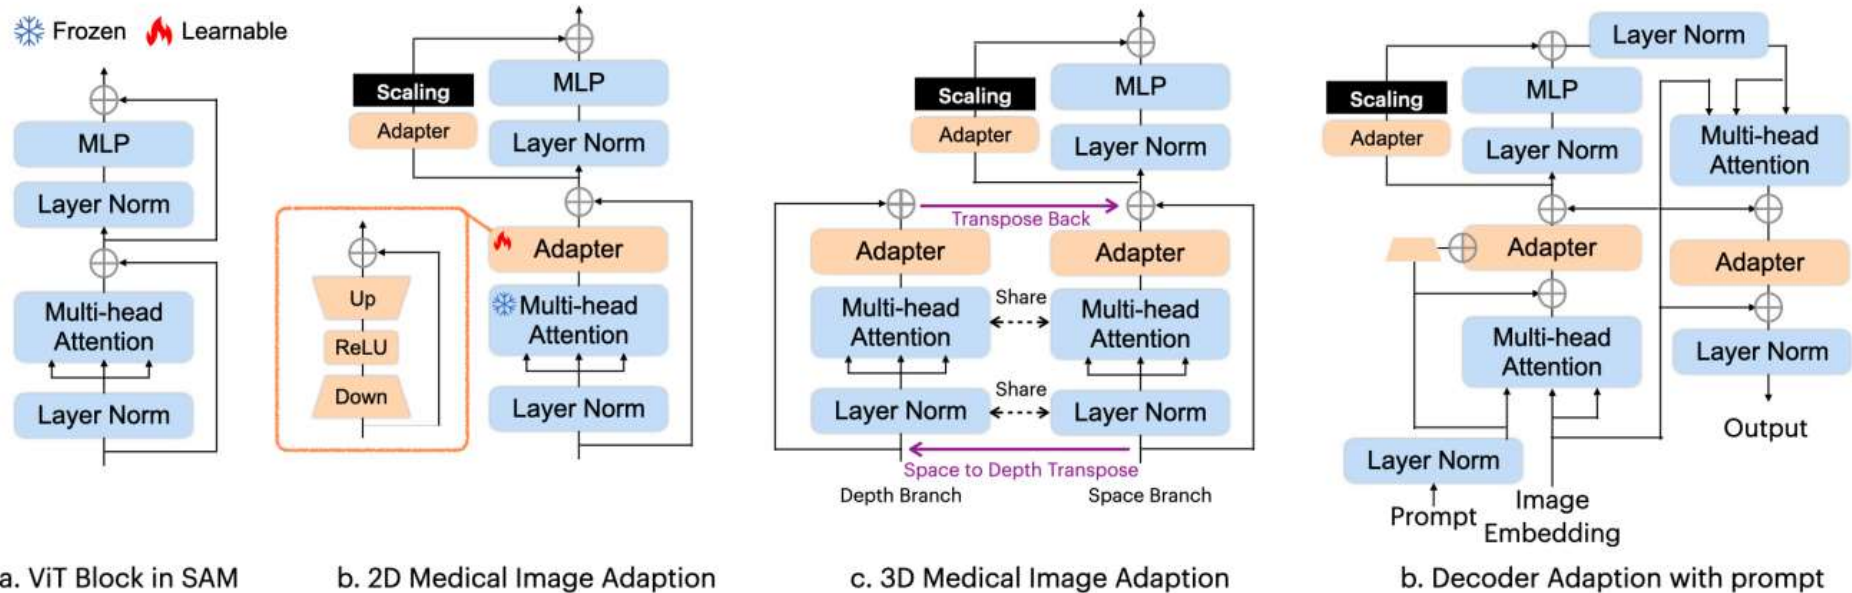 Frozen
Learnable
MLP
Layer Norm
Multi-head
Attention
Layer Norm
a. ViT Block in SAM
Scaling
Adapter
MLP
Layer Norm
Adapter
Multi-head
Attention
Layer Norm
Up
ReLU
Down
b. 2D Medical Image Adaption
Scaling
Adapter
MLP
Layer Norm
Transpose Back
Adapter
Adapter
Multi-head
Attention
Share
Multi-head
Attention
Layer Norm
Share
Layer Norm
Space to Depth Transpose
Depth Branch
Space Branch
c. 3D Medical Image Adaption
Layer Norm
Scaling
Adapter
MLP
Layer Norm
Multi-head
Attention
Adapter
Adapter
Multi-head
Attention
Layer Norm
Output
Layer Norm
Prompt
Image
Embedding
b. Decoder Adaption with prompt